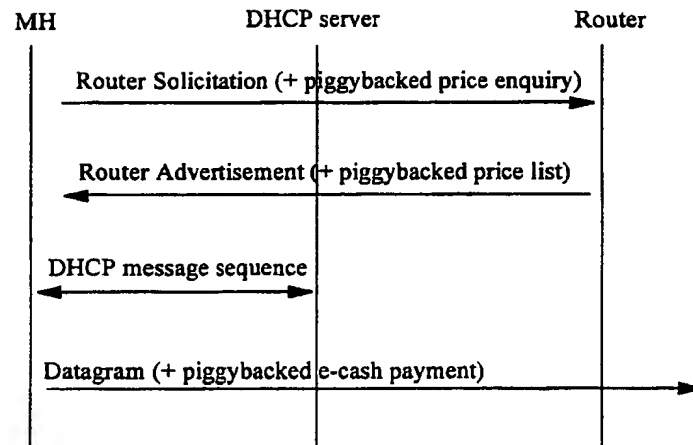 MH DHCP server Router
Router Solicitation (+ piggybacked price enquiry)
Router Advertisement (+ piggybacked price list)
DHCP message sequence
Datagram (+ piggybacked e-cash payment)